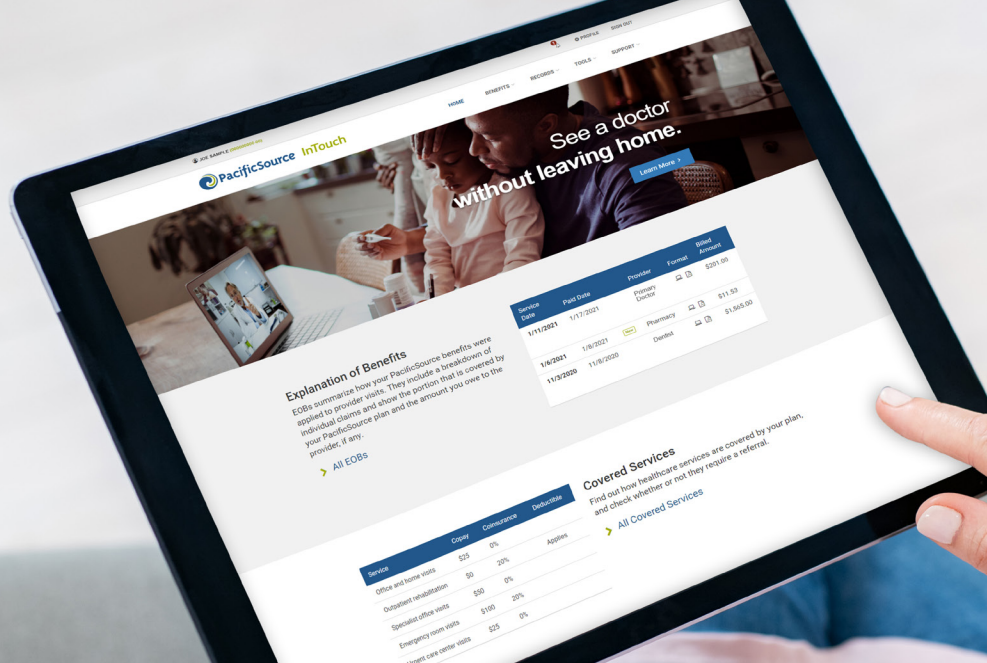 JOE SAMPLE
PROFILE
SIGN OUT
PacificSource InTouch
HOME
BENEFITS
RECORDS
TOOLS
SUPPORT
See a doctor
without leaving home.
Learn More >
Explanation of Benefits
EOBs summarize how your PacificSource benefits were
applied to provider visits. They include a breakdown of
individual claims and show the portion that is covered by
your PacificSource plan and the amount you owe to the
provider, if any.
All EOBs
Service Date Paid Date Provider Format Billed Amount
1/11/2021 1/17/2021 Primary Doctor $201.00
1/6/2021 1/8/2021 Pharmacy $11.53
11/3/2020 11/8/2020 Dentist $1,565.00
Covered Services
Find out how healthcare services are covered by your plan,
and check whether or not they require a referral.
All Covered Services
Service Copay Coinsurance Deductible
Office and home visits $25 0%
Outpatient rehabilitation $0 20% Applies
Specialist office visits $50 0%
Emergency room visits $100 20%
Urgent care center visits $25 0%